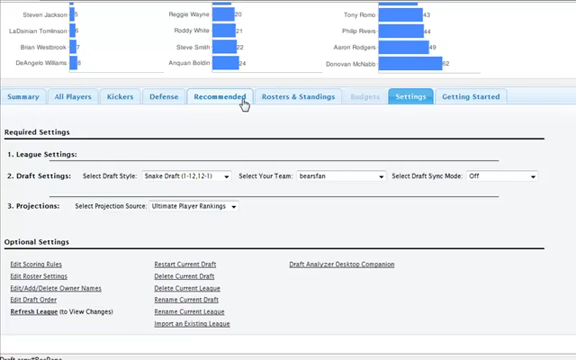 Steven Jackson 5
LaDainian Tomlinson 6
Brian Westbrook 7
DeAngelo Williams 8
Reggie Wayne 20
Roddy White 21
Steve Smith 22
Anquan Boldin 24
Tony Romo 43
Philip Rivers 44
Aaron Rodgers 49
Donovan McNabb 62
Summary All Players Kickers Defense Recommended Rosters & Standings Budgets Settings Getting Started
Required Settings
1. League Settings:
2. Draft Settings: Select Draft Style: Snake Draft (1-12,12-1) Select Your Team: bearsfan Select Draft Sync Mode: Off
3. Projections: Select Projection Source: Ultimate Player Rankings
Optional Settings
Edit Scoring Rules Restart Current Draft Draft Analyzer Desktop Companion
Edit Roster Settings Delete Current Draft
Edit/Add/Delete Owner Names Delete Current League
Edit Draft Order Rename Current Draft
Refresh League (to View Changes) Rename Current League
Import an Existing League